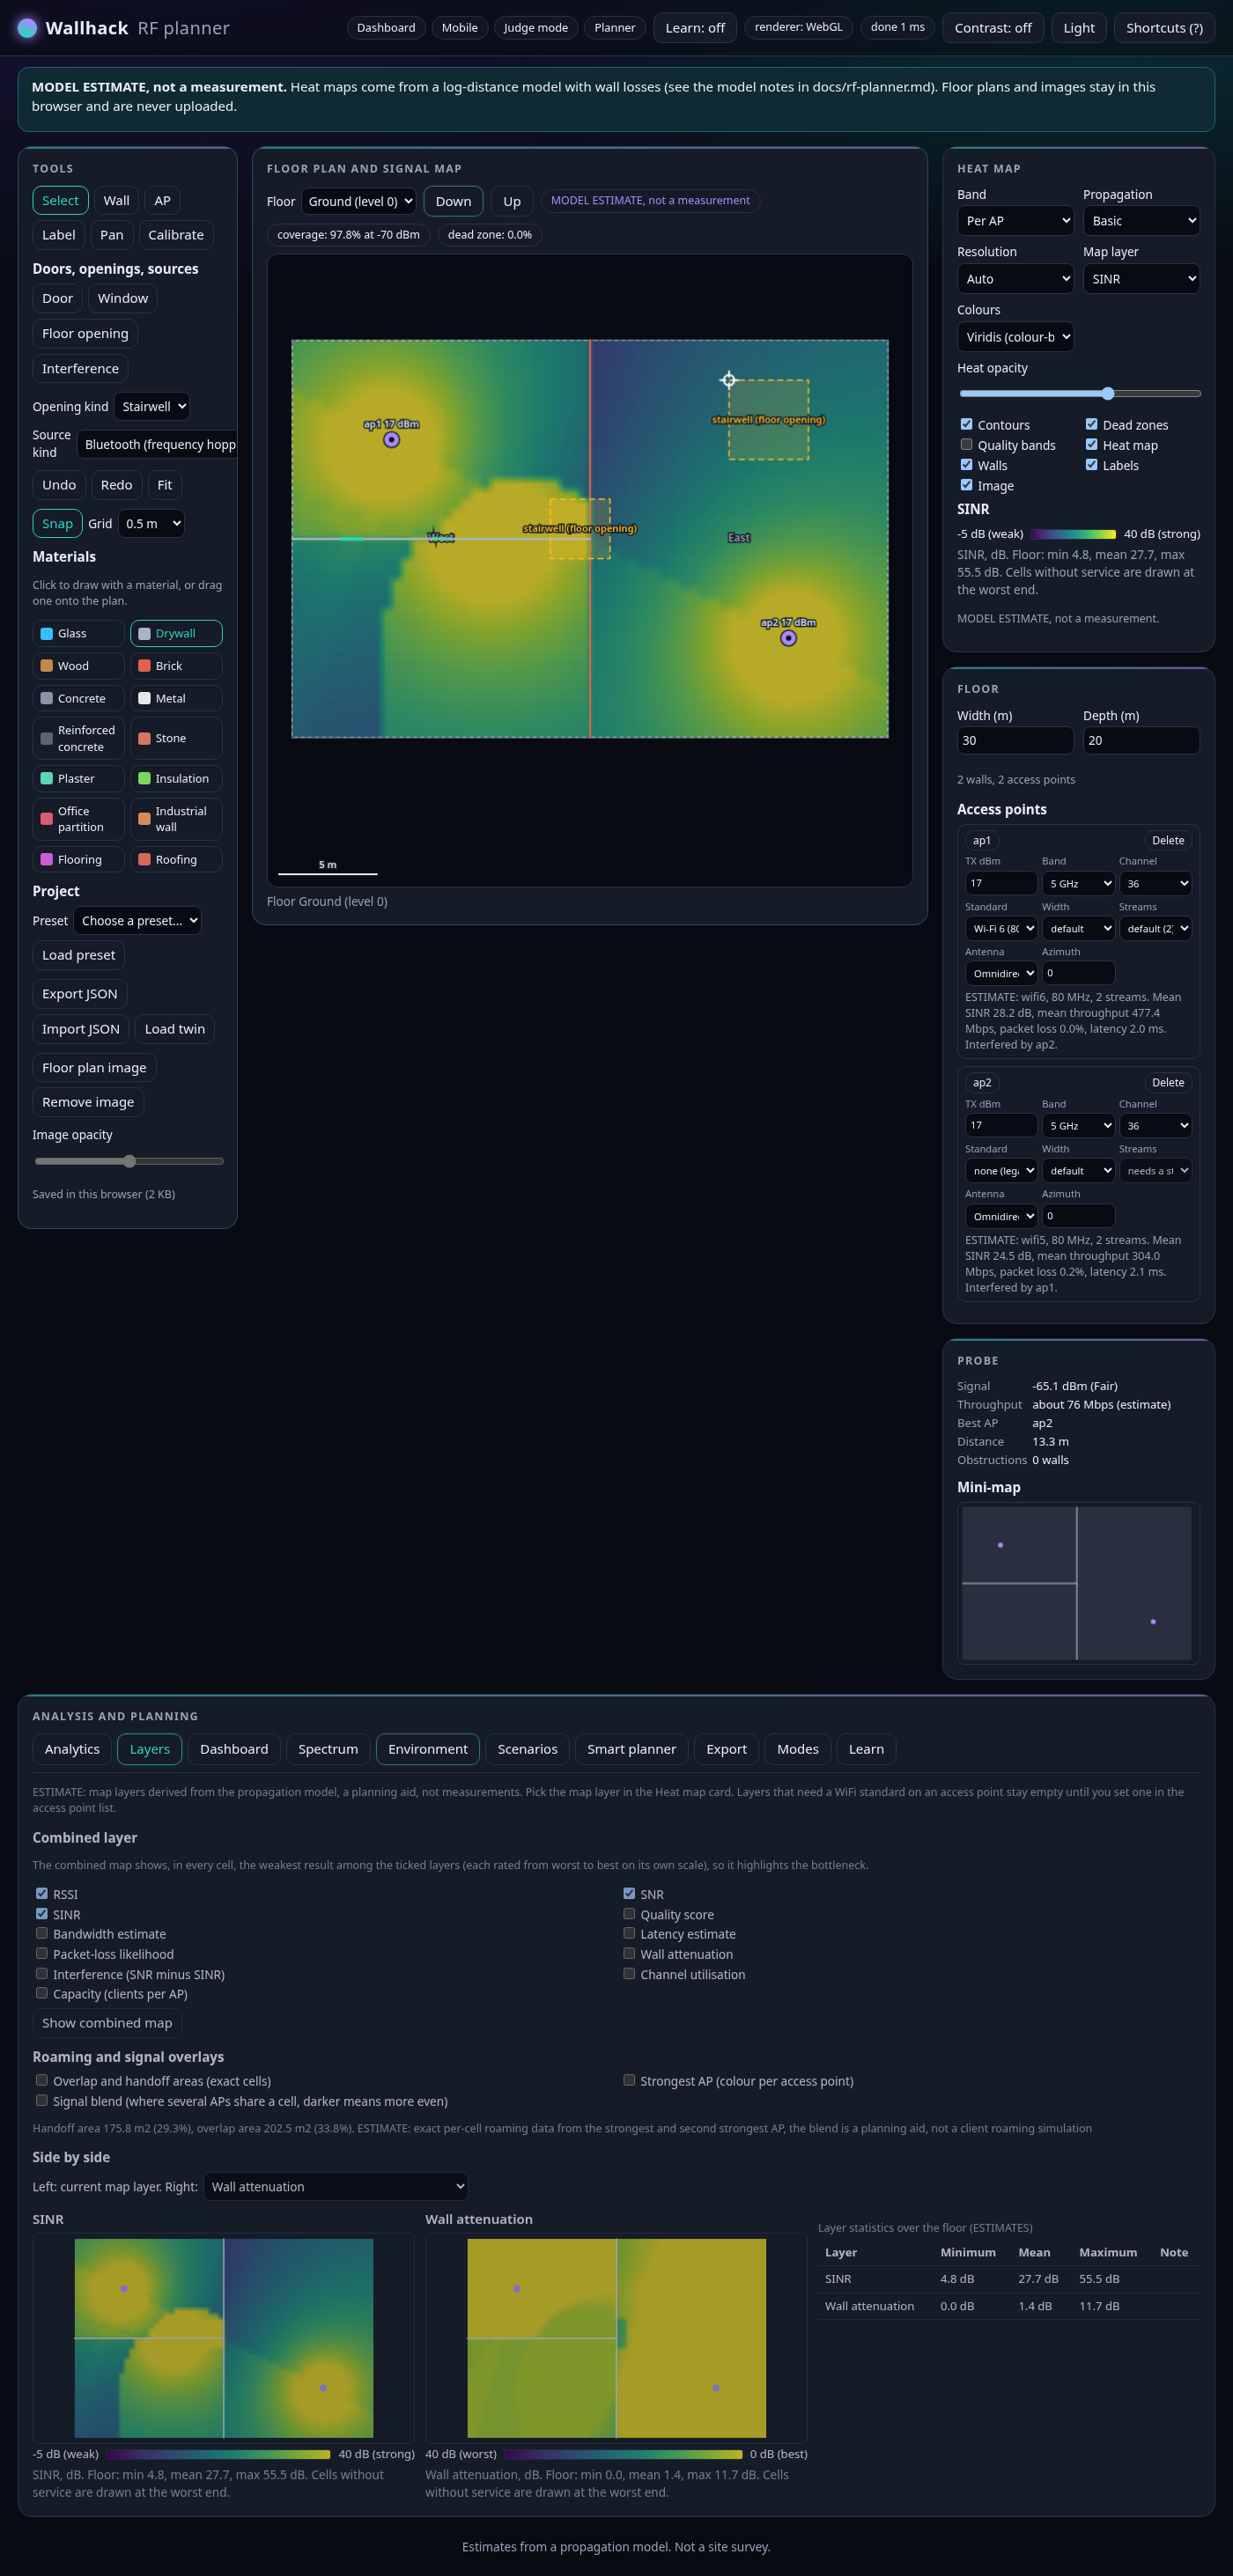 Wallhack RF planner
Dashboard Mobile Judge mode Planner Learn: off renderer: WebGL done 1 ms Contrast: off Light Shortcuts (?)
MODEL ESTIMATE, not a measurement. Heat maps come from a log-distance model with wall losses (see the model notes in docs/rf-planner.md). Floor plans and images stay in this
browser and are never uploaded.
TOOLS
Select Wall AP
Label Pan Calibrate
Doors, openings, sources
Door Window
Floor opening
Interference
Opening kind Stairwell
Source kind Bluetooth (frequency hopp
Undo Redo Fit
Snap Grid 0.5 m
Materials
Click to draw with a material, or drag
one onto the plan.
Glass Drywall
Wood Brick
Concrete Metal
Reinforced concrete Stone
Plaster Insulation
Office partition Industrial wall
Flooring Roofing
Project
Preset Choose a preset...
Load preset
Export JSON
Import JSON Load twin
Floor plan image
Remove image
Image opacity
Saved in this browser (2 KB)
FLOOR PLAN AND SIGNAL MAP
Floor Ground (level 0) Down Up MODEL ESTIMATE, not a measurement
coverage: 97.8% at -70 dBm dead zone: 0.0%
ap1 17 dBm
stairwell (floor opening)
stairwell (floor opening)
West
East
ap2 17 dBm
5 m
Floor Ground (level 0)
HEAT MAP
Band Propagation
Per AP Basic
Resolution Map layer
Auto SINR
Colours
Viridis (colour-b
Heat opacity
Contours Dead zones
Quality bands Heat map
Walls Labels
Image
SINR
-5 dB (weak) 40 dB (strong)
SINR, dB. Floor: min 4.8, mean 27.7, max
55.5 dB. Cells without service are drawn at
the worst end.
MODEL ESTIMATE, not a measurement.
FLOOR
Width (m) Depth (m)
30 20
2 walls, 2 access points
Access points
ap1 Delete
TX dBm Band Channel
17 5 GHz 36
Standard Width Streams
Wi-Fi 6 (80 default default (2)
Antenna Azimuth
Omnidirec 0
ESTIMATE: wifi6, 80 MHz, 2 streams. Mean
SINR 28.2 dB, mean throughput 477.4
Mbps, packet loss 0.0%, latency 2.0 ms.
Interfered by ap2.
ap2 Delete
TX dBm Band Channel
17 5 GHz 36
Standard Width Streams
none (lega default needs a st
Antenna Azimuth
Omnidirec 0
ESTIMATE: wifi5, 80 MHz, 2 streams. Mean
SINR 24.5 dB, mean throughput 304.0
Mbps, packet loss 0.2%, latency 2.1 ms.
Interfered by ap1.
PROBE
Signal -65.1 dBm (Fair)
Throughput about 76 Mbps (estimate)
Best AP ap2
Distance 13.3 m
Obstructions 0 walls
Mini-map
ANALYSIS AND PLANNING
Analytics Layers Dashboard Spectrum Environment Scenarios Smart planner Export Modes Learn
ESTIMATE: map layers derived from the propagation model, a planning aid, not measurements. Pick the map layer in the Heat map card. Layers that need a WiFi standard on an access point stay empty until you set one in the
access point list.
Combined layer
The combined map shows, in every cell, the weakest result among the ticked layers (each rated from worst to best on its own scale), so it highlights the bottleneck.
RSSI SNR
SINR Quality score
Bandwidth estimate Latency estimate
Packet-loss likelihood Wall attenuation
Interference (SNR minus SINR) Channel utilisation
Capacity (clients per AP)
Show combined map
Roaming and signal overlays
Overlap and handoff areas (exact cells) Strongest AP (colour per access point)
Signal blend (where several APs share a cell, darker means more even)
Handoff area 175.8 m2 (29.3%), overlap area 202.5 m2 (33.8%). ESTIMATE: exact per-cell roaming data from the strongest and second strongest AP, the blend is a planning aid, not a client roaming simulation
Side by side
Left: current map layer. Right: Wall attenuation
SINR
-5 dB (weak) 40 dB (strong)
SINR, dB. Floor: min 4.8, mean 27.7, max 55.5 dB. Cells without
service are drawn at the worst end.
Wall attenuation
40 dB (worst) 0 dB (best)
Wall attenuation, dB. Floor: min 0.0, mean 1.4, max 11.7 dB. Cells
without service are drawn at the worst end.
Layer statistics over the floor (ESTIMATES)
Layer Minimum Mean Maximum Note
SINR 4.8 dB 27.7 dB 55.5 dB
Wall attenuation 0.0 dB 1.4 dB 11.7 dB
Estimates from a propagation model. Not a site survey.